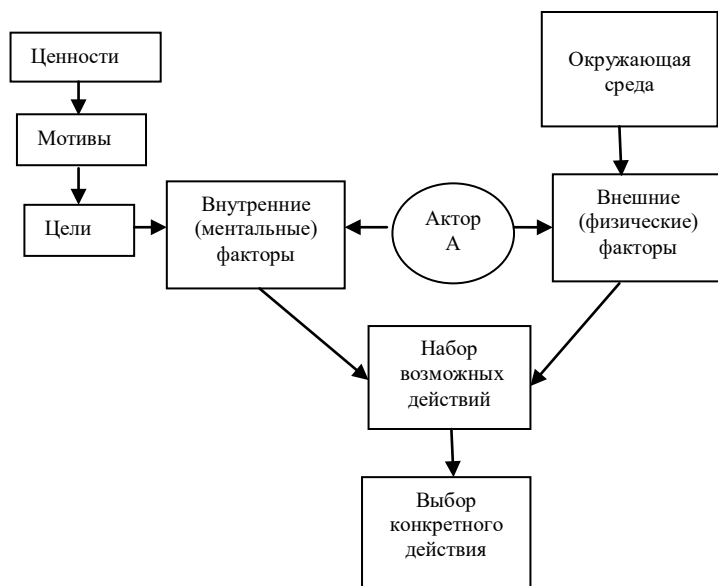 Ценности
Окружающая
среда
Мотивы
Цели
Внутренние
(ментальные)
факторы
Актор
А
Внешние
(физические)
факторы
Набор
возможных
действий
Выбор
конкретного
действия